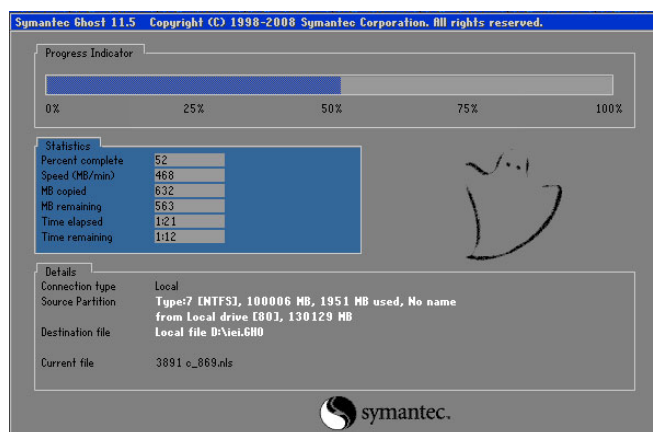 Symantec Ghost 11.5 Copyright (C) 1998-2008 Symantec Corporation. All rights reserved.
Progress Indicator
0% 25% 50% 75% 100%
Statistics
Percent complete 52
Speed (MB/min) 468
MB copied 632
MB remaining 563
Time elapsed 1:21
Time remaining 1:12
Details
Connection type Local
Source Partition Type:7 [NTFS], 100006 MB, 1951 MB used, No name
from Local drive [80], 130129 MB
Destination file Local file D:\iei.GHO
Current file 3891 c_869.nls
symantec.